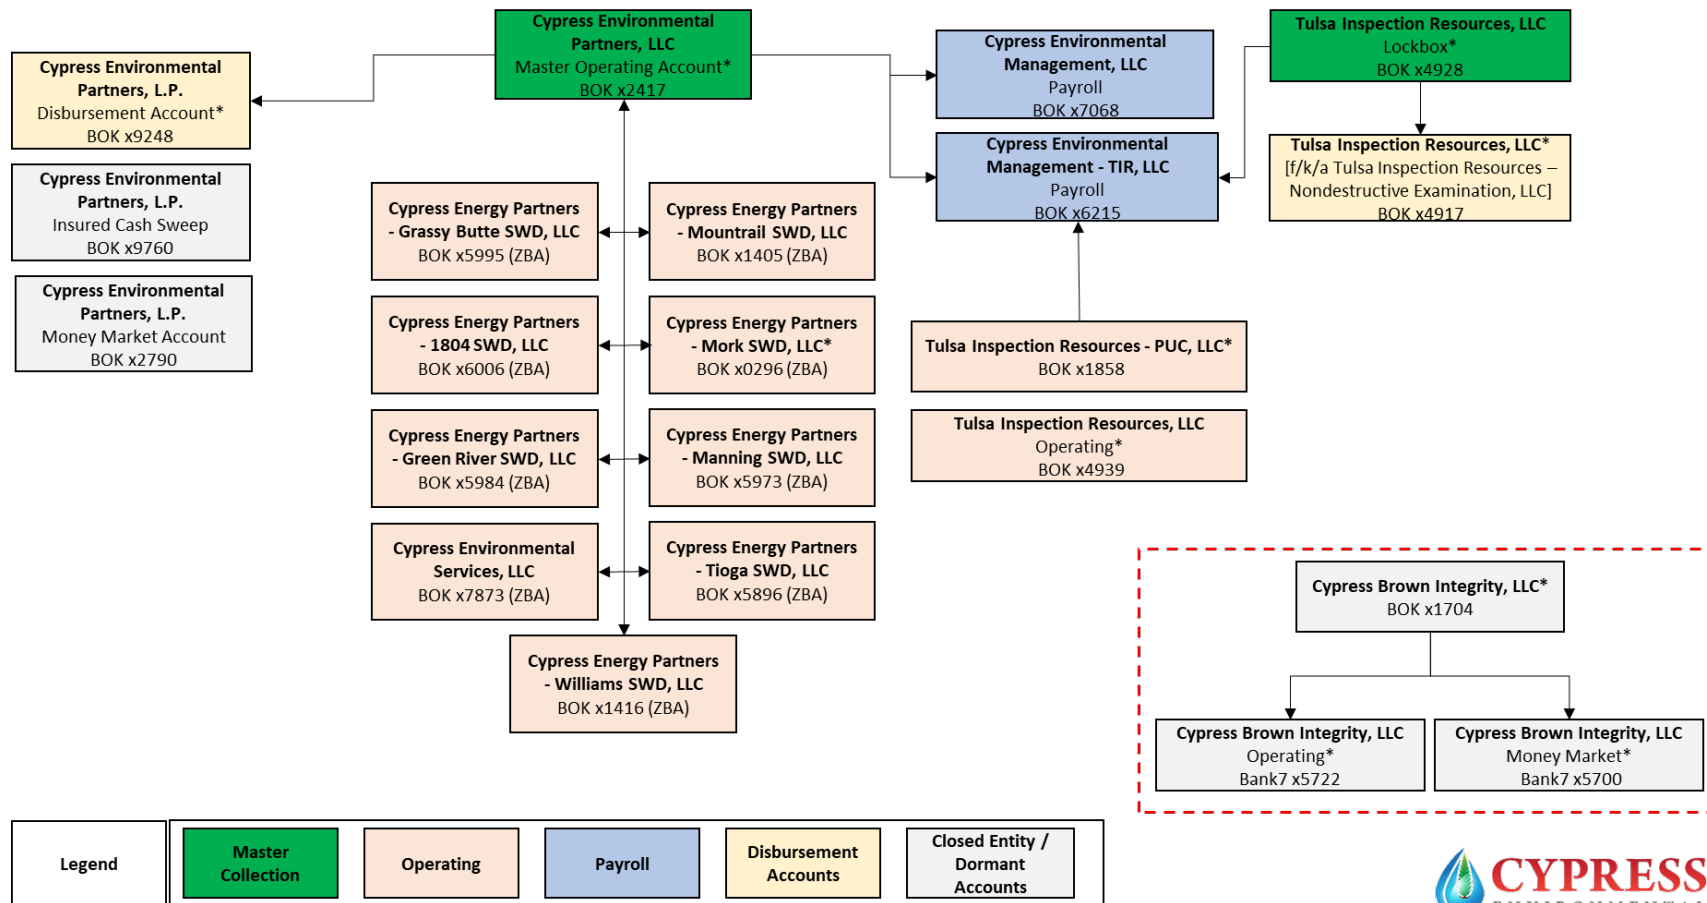 Cypress Environmental
Partners, LLC
Master Operating Account*
BOK x2417
Cypress Environmental
Partners, L.P.
Disbursement Account*
BOK x9248
Cypress Environmental
Partners, L.P.
Insured Cash Sweep
BOK x9760
Cypress Environmental
Partners, L.P.
Money Market Account
BOK x2790
Cypress Energy Partners
- Grassy Butte SWD, LLC
BOK x5995 (ZBA)
Cypress Energy Partners
- Mountrail SWD, LLC
BOK x1405 (ZBA)
Cypress Energy Partners
- 1804 SWD, LLC
BOK x6006 (ZBA)
Cypress Energy Partners
- Mork SWD, LLC*
BOK x0296 (ZBA)
Cypress Energy Partners
- Green River SWD, LLC
BOK x5984 (ZBA)
Cypress Energy Partners
- Manning SWD, LLC
BOK x5973 (ZBA)
Cypress Environmental
Services, LLC
BOK x7873 (ZBA)
Cypress Energy Partners
- Tioga SWD, LLC
BOK x5896 (ZBA)
Cypress Energy Partners
- Williams SWD, LLC
BOK x1416 (ZBA)
Cypress Environmental
Management, LLC
Payroll
BOK x7068
Cypress Environmental
Management - TIR, LLC
Payroll
BOK x6215
Tulsa Inspection Resources, LLC
Lockbox*
BOK x4928
Tulsa Inspection Resources, LLC*
[f/k/a Tulsa Inspection Resources –
Nondestructive Examination, LLC]
BOK x4917
Tulsa Inspection Resources - PUC, LLC*
BOK x1858
Tulsa Inspection Resources, LLC
Operating*
BOK x4939
Cypress Brown Integrity, LLC*
BOK x1704
Cypress Brown Integrity, LLC
Operating*
Bank7 x5722
Cypress Brown Integrity, LLC
Money Market*
Bank7 x5700
Legend
Master
Collection
Operating
Payroll
Disbursement
Accounts
Closed Entity /
Dormant
Accounts
CYPRESS